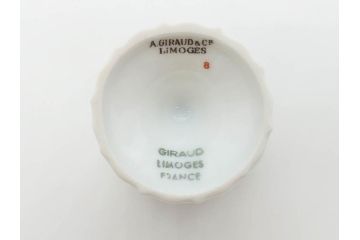 A. GIRAUD & Cie
LIMOGES
8
GIRAUD
LIMOGES
FRANCE